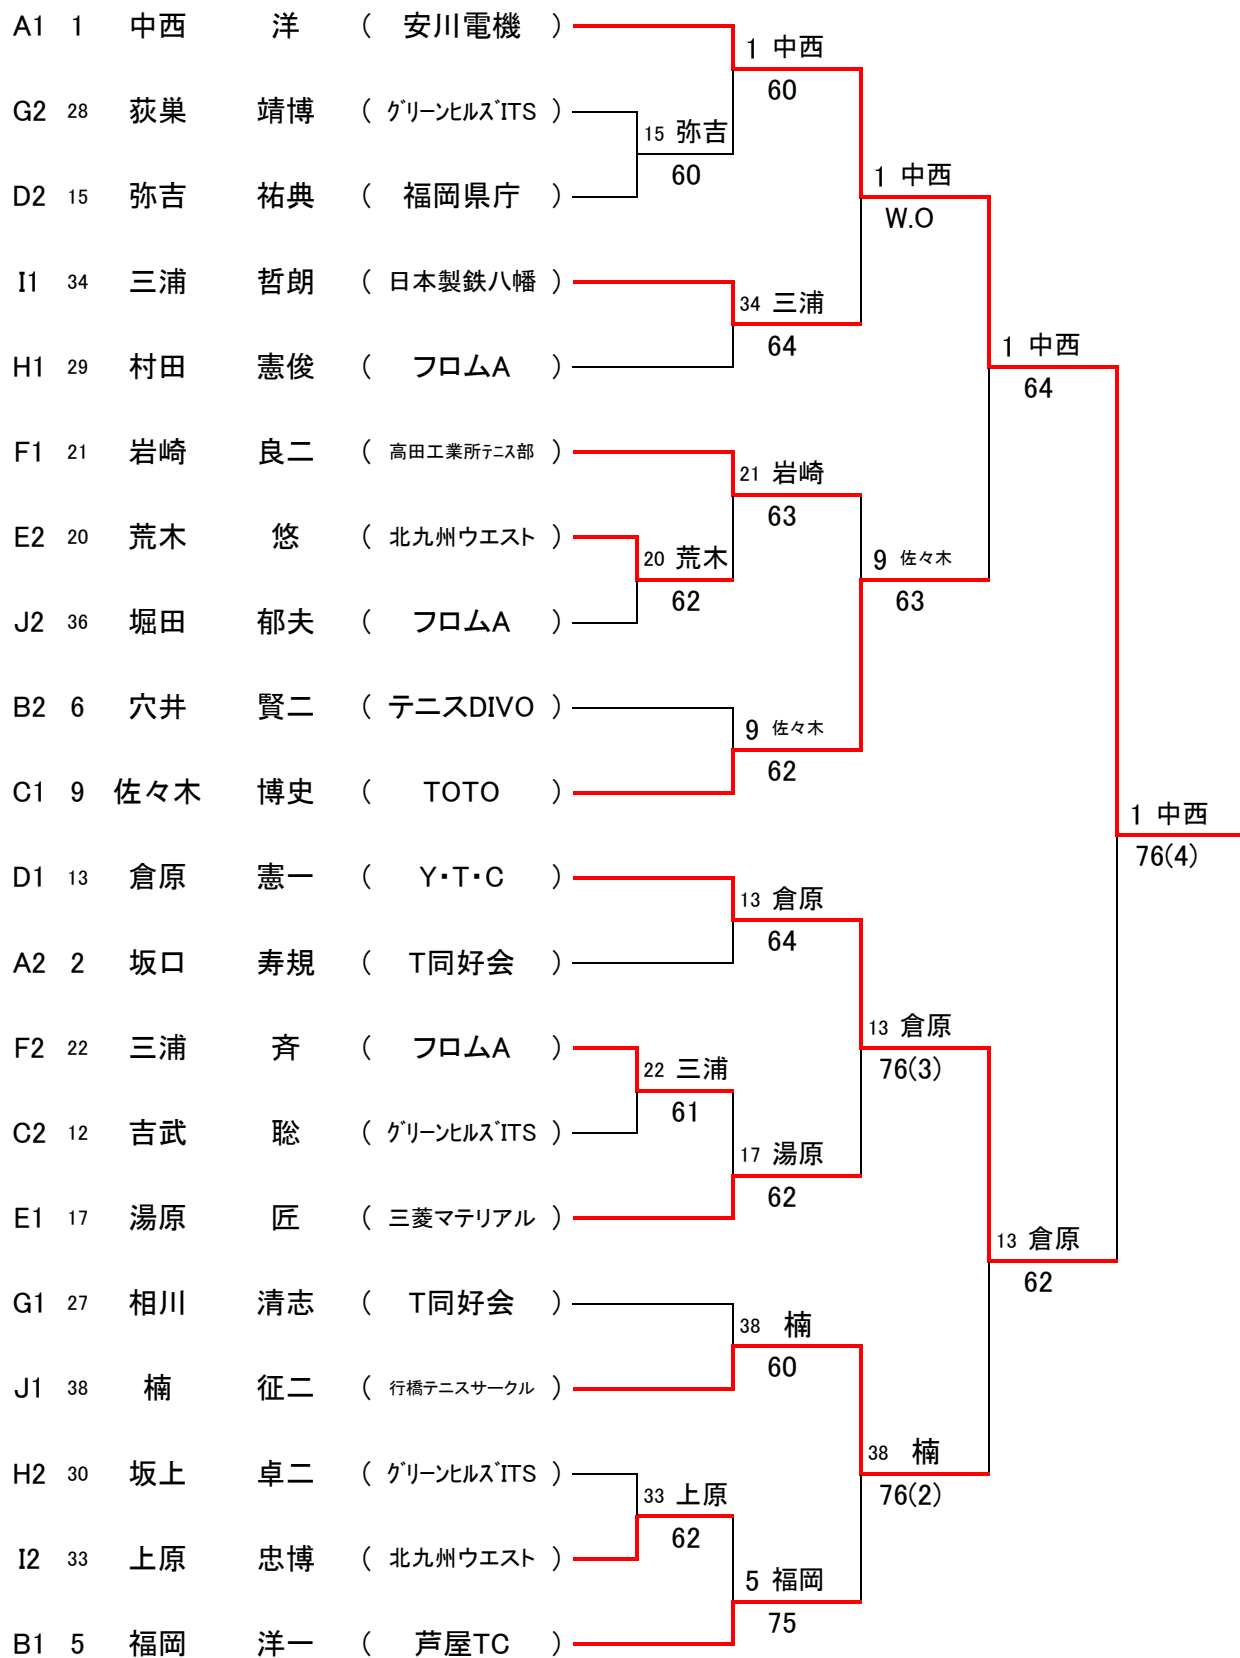 A1 1 中西 洋 ( 安川電機 )
1 中西
60
G2 28 荻巣 靖博 ( グリーンヒルズITS )
15 弥吉
60
D2 15 弥吉 祐典 ( 福岡県庁 )
1 中西
W.O
I1 34 三浦 哲朗 ( 日本製鉄八幡 )
34 三浦
64
H1 29 村田 憲俊 ( フロムA )
1 中西
64
F1 21 岩崎 良二 ( 高田工業所テニス部 )
21 岩崎
63
E2 20 荒木 悠 ( 北九州ウエスト )
20 荒木
62
9 佐々木
63
J2 36 堀田 郁夫 ( フロムA )
B2 6 穴井 賢二 ( テニスDIVO )
9 佐々木
62
C1 9 佐々木 博史 ( TOTO )
1 中西
76(4)
D1 13 倉原 憲一 ( Y・T・C )
13 倉原
64
A2 2 坂口 寿規 ( T同好会 )
13 倉原
76(3)
F2 22 三浦 斉 ( フロムA )
22 三浦
61
C2 12 吉武 聡 ( グリーンヒルズITS )
17 湯原
62
E1 17 湯原 匠 ( 三菱マテリアル )
13 倉原
62
G1 27 相川 清志 ( T同好会 )
38 楠
60
J1 38 楠 征二 ( 行橋テニスサークル )
38 楠
76(2)
H2 30 坂上 卓二 ( グリーンヒルズITS )
33 上原
62
I2 33 上原 忠博 ( 北九州ウエスト )
5 福岡
75
B1 5 福岡 洋一 ( 芦屋TC )